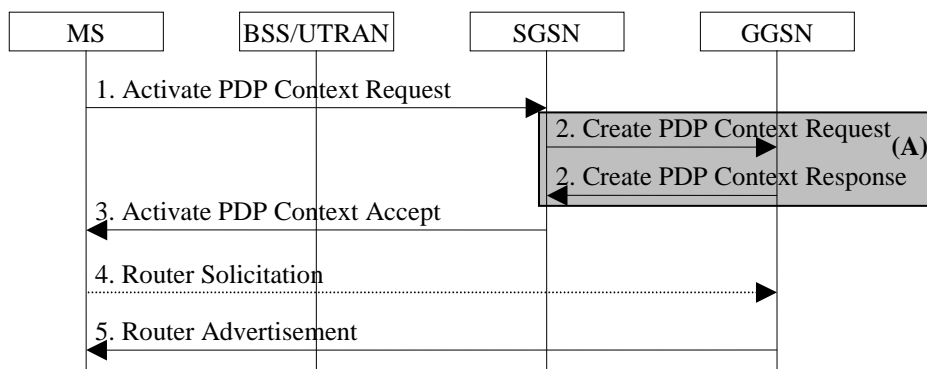 MS
BSS/UTRAN
SGSN
GGSN
1. Activate PDP Context Request
2. Create PDP Context Request
(A)
2. Create PDP Context Response
3. Activate PDP Context Accept
4. Router Solicitation
5. Router Advertisement